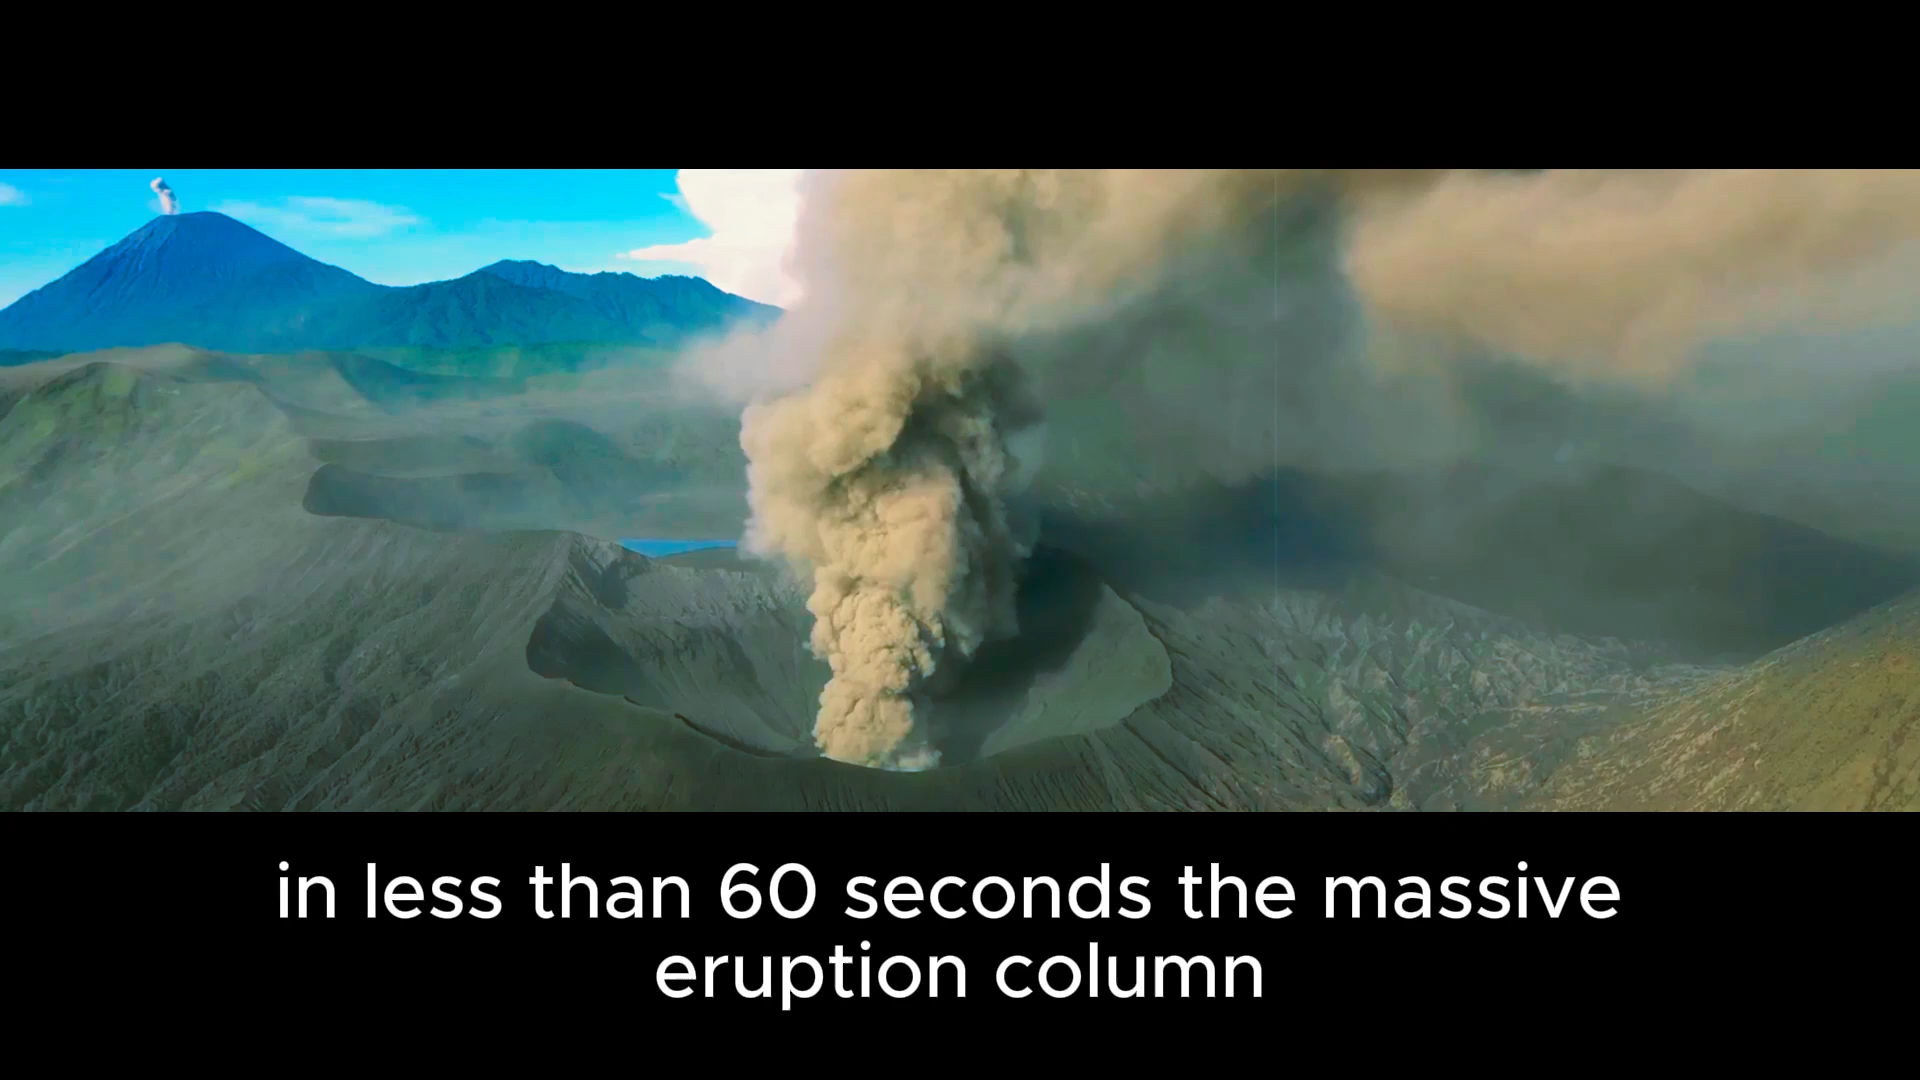 in less than 60 seconds the massive
eruption column